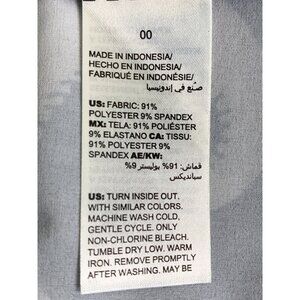 00
MADE IN INDONESIA/
HECHO EN INDONESIA/
FABRIQUÉ EN INDONÉSIE/
صنع في إندونيسيا
US: FABRIC: 91%
POLYESTER 9% SPANDEX
MX: TELA: 91% POLIÉSTER
9% ELASTANO CA: TISSU:
91% POLYESTER 9%
SPANDEX AE/KW:
قماش: 91% بوليستر 9%
سباندیکس
US: TURN INSIDE OUT.
WITH SIMILAR COLORS.
MACHINE WASH COLD,
GENTLE CYCLE. ONLY
NON-CHLORINE BLEACH.
TUMBLE DRY LOW. WARM
IRON. REMOVE PROMPTLY
AFTER WASHING. MAY BE